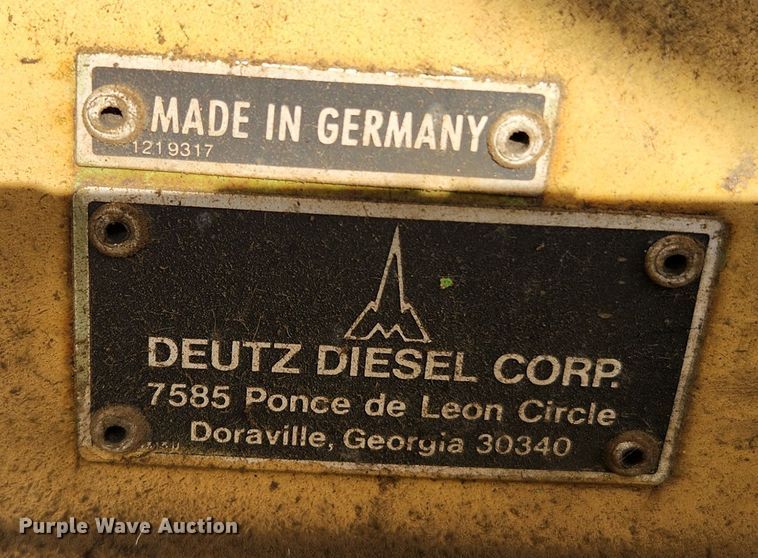 MADE IN GERMANY
1219317
DEUTZ DIESEL CORP.
7585 Ponce de Leon Circle
Doraville, Georgia 30340
Purple Wave Auction